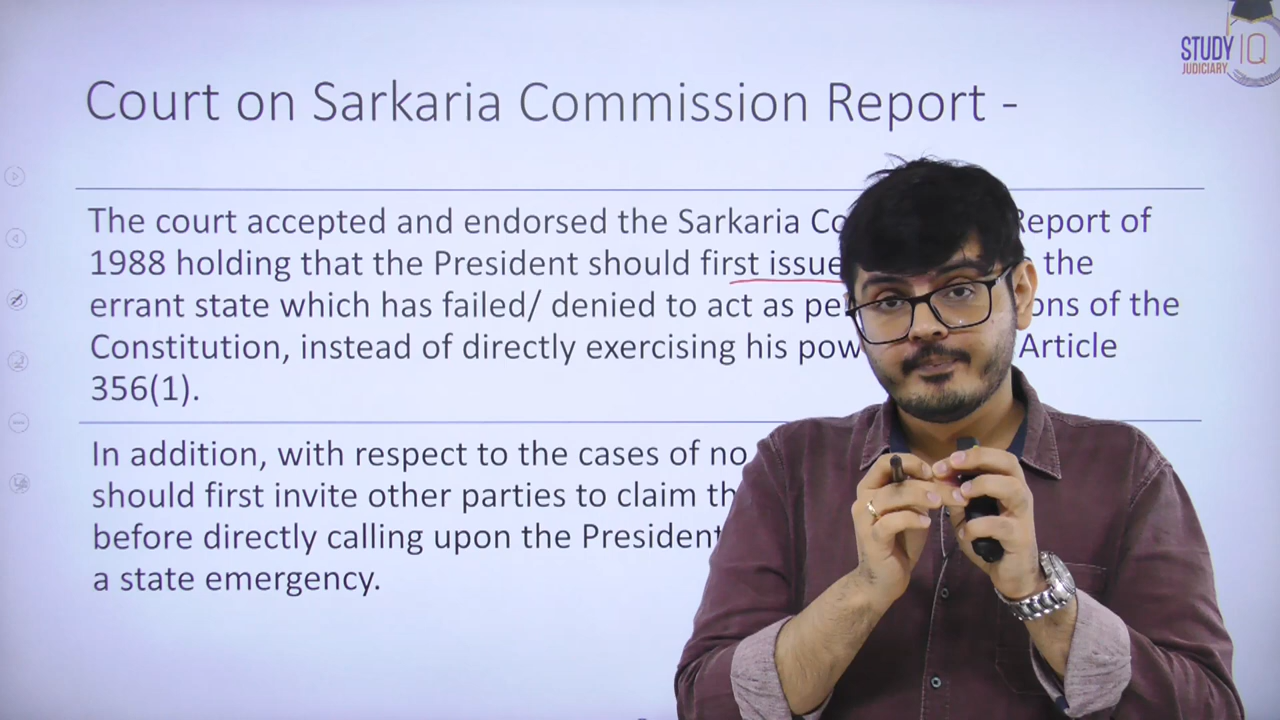 STUDY IQ
JUDICIARY
Court on Sarkaria Commission Report -
The court accepted and endorsed the Sarkaria Co Report of
1988 holding that the President should first issue the
errant state which has failed/ denied to act as pe ons of the
Constitution, instead of directly exercising his pow Article
356(1).
In addition, with respect to the cases of no
should first invite other parties to claim th
before directly calling upon the President
a state emergency.